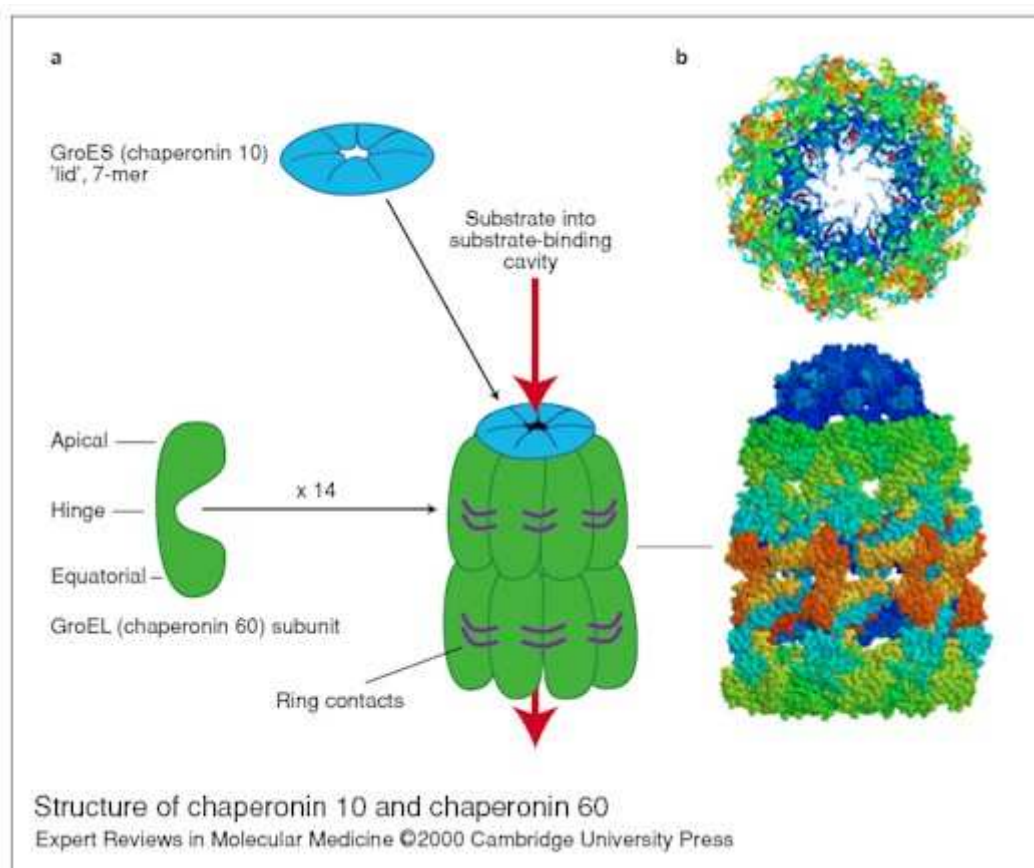 a
b
GroES (chaperonin 10)
'lid', 7-mer
Substrate into
substrate-binding
cavity
Apical
x 14
Hinge
Equatorial
GroEL (chaperonin 60) subunit
Ring contacts
Structure of chaperonin 10 and chaperonin 60
Expert Reviews in Molecular Medicine ©2000 Cambridge University Press